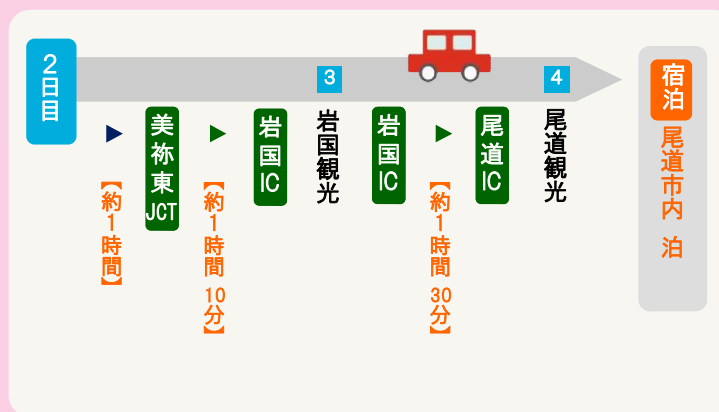 2日目
【約1時間】
美祢東JCT
【約1時間10分】
岩国IC
3
岩国観光
岩国IC
【約1時間30分】
尾道IC
4
尾道観光
宿泊
尾道市内 泊